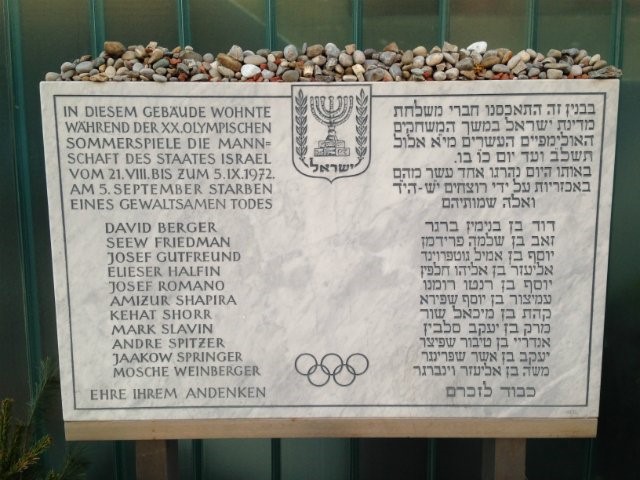 IN DIESEM GEBÄUDE WOHNTE
WÄHREND DER XX.OLYMPISCHEN
SOMMERSPIELE DIE MANN-
SCHAFT DES STAATES ISRAEL
VOM 21.VIII.BIS ZUM 5.IX.1972.
AM 5.SEPTEMBER STARBEN
EINES GEWALTSAMEN TODES
DAVID BERGER
SEEW FRIEDMAN
JOSEF GUTFREUND
ELIESER HALFIN
JOSEF ROMANO
AMIZUR SHAPIRA
KEHAT SHORR
MARK SLAVIN
ANDRE SPITZER
JAAKOW SPRINGER
MOSCHE WEINBERGER
EHRE IHREM ANDENKEN
ישראל
בבנין זה התאכסנו חברי משלחת
מדינת ישראל במשך המשחקים
האולימפיים העשרים מי״א אלול
תשל״ב ועד יום כ״ו בו.
באותו היום נהרגו אחד עשר מהם
באכזריות על ידי רוצחים יש-הי״ד
ואלה שמותיהם
דוד בן בנימין ברגר
זאב בן שלמה פרידמן
יוסף בן אמיל גוטפרוינד
אליעזר בן אליהו חלפין
יוסף בן רנטו רומנו
עמיצור בן יוסף שפירא
קהת בן מיכאל שור
מרק בן יעקב סלבין
אנדריי בן טיבור שפיצר
יעקב בן אשר שפרינגר
משה בן אליעזר וינברגר
כבוד לזכרם